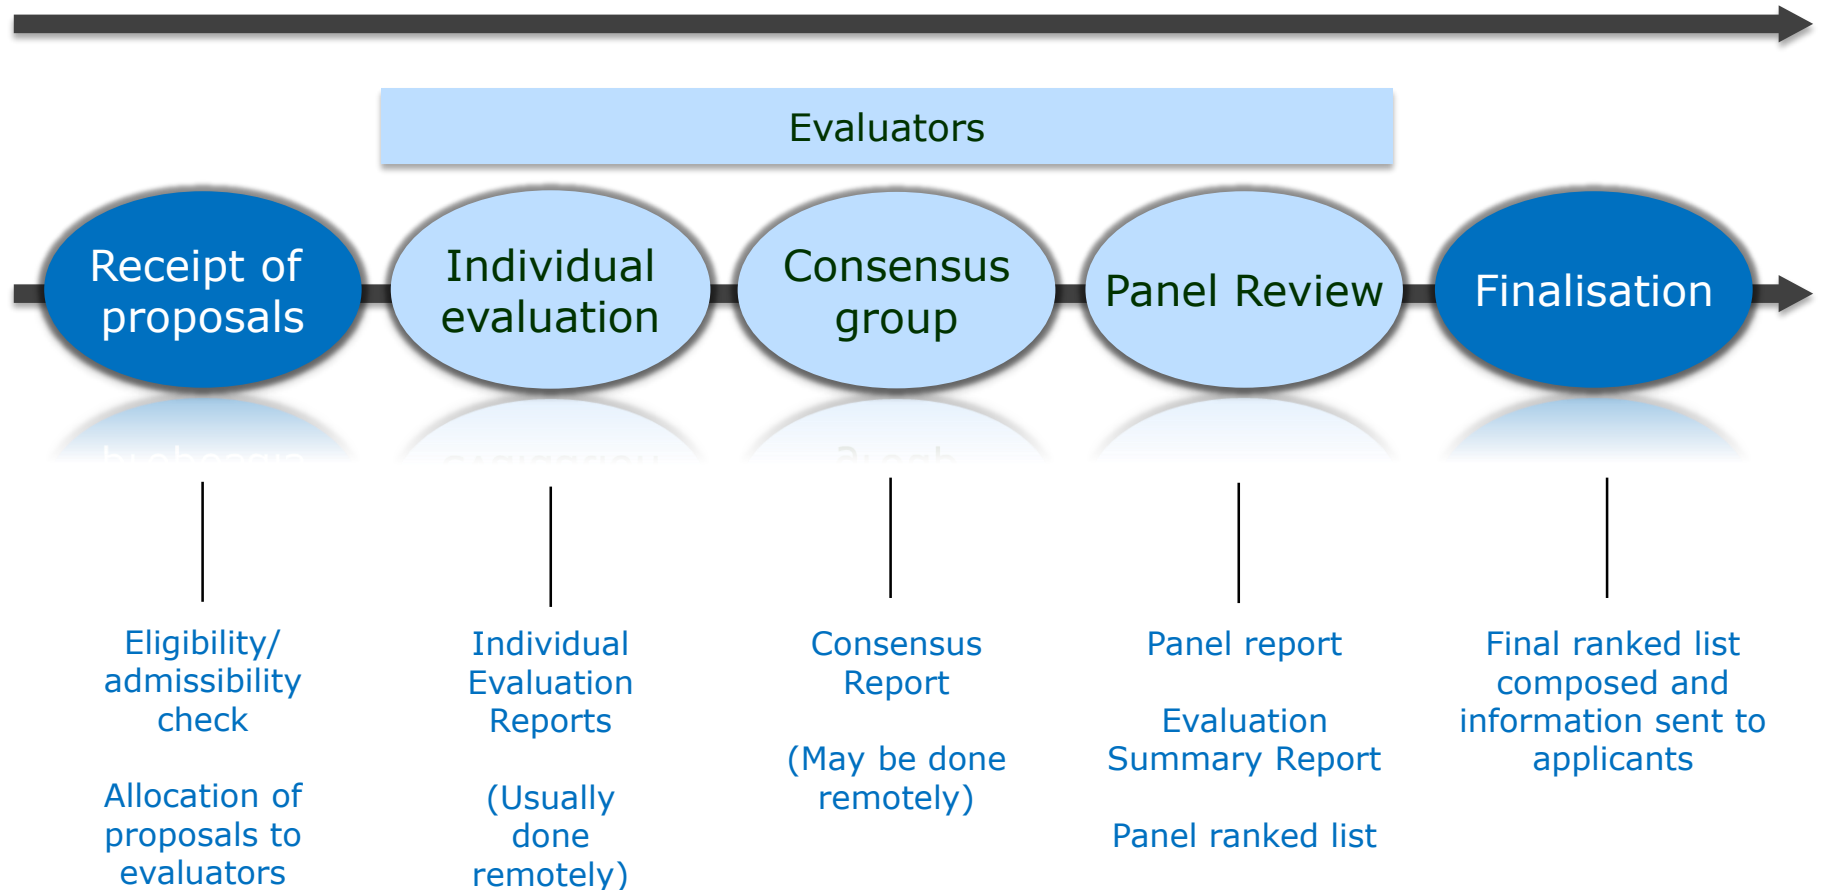 Evaluators
Receipt of
proposals
Individual
evaluation
Consensus
group
Panel Review
Finalisation
Eligibility/
admissibility
check
Allocation of
proposals to
evaluators
Individual
Evaluation
Reports
(Usually
done
remotely)
Consensus
Report
(May be done
remotely)
Panel report
Evaluation
Summary Report
Panel ranked list
Final ranked list
composed and
information sent to
applicants